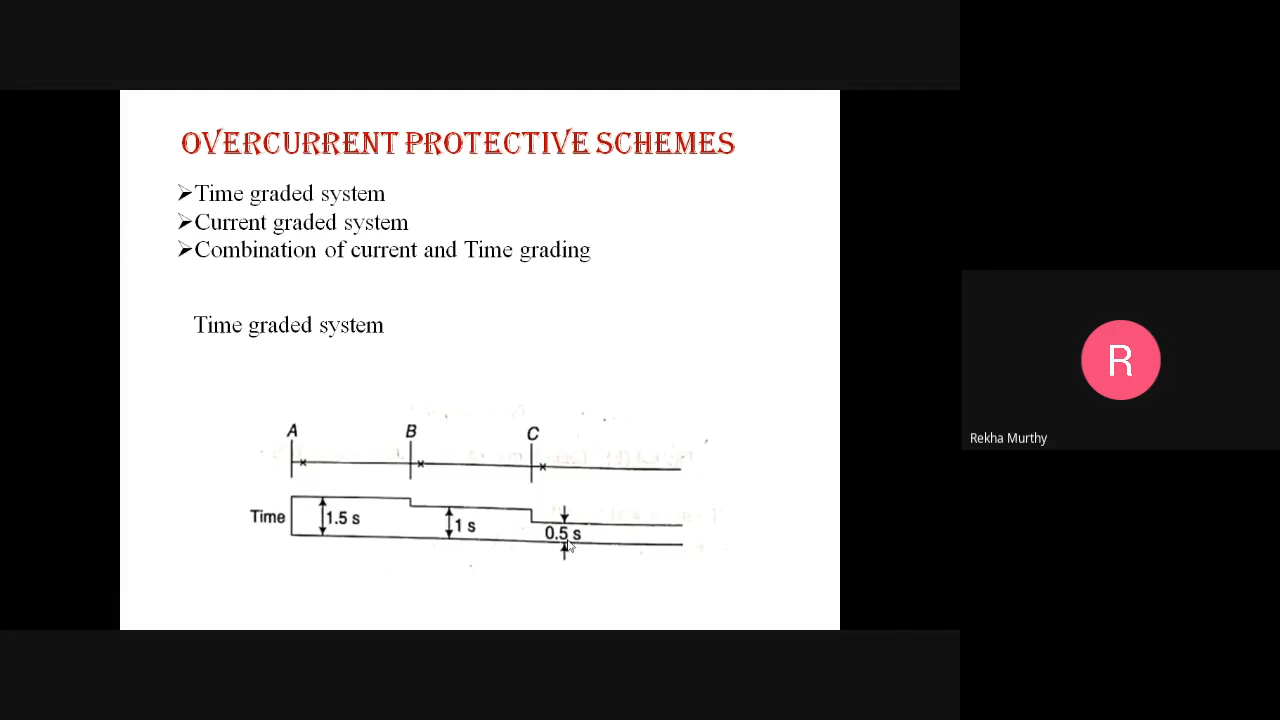 OVERCURRENT PROTECTIVE SCHEMES
➢Time graded system
➢Current graded system
➢Combination of current and Time grading
Time graded system
A B C
Time 1.5 s 1 s 0.5 s
R
Rekha Murthy